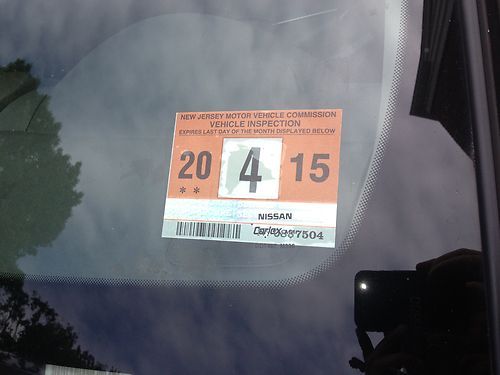 NEW JERSEY MOTOR VEHICLE COMMISSION
VEHICLE INSPECTION
EXPIRES LAST DAY OF THE MONTH DISPLAYED BELOW
20 4 15
* *
NISSAN